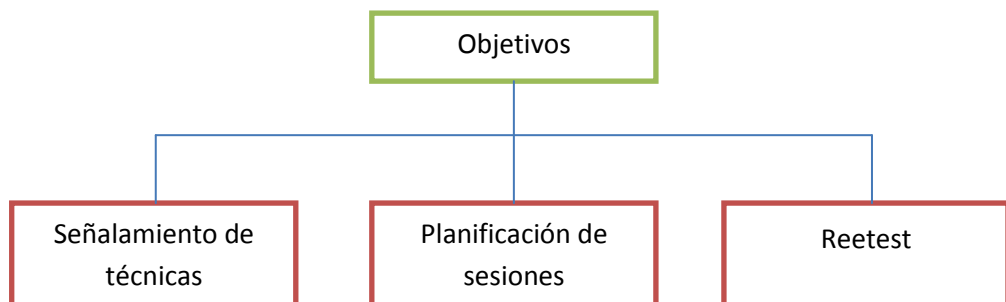 Objetivos
Señalamiento de
técnicas
Planificación de
sesiones
Reetest